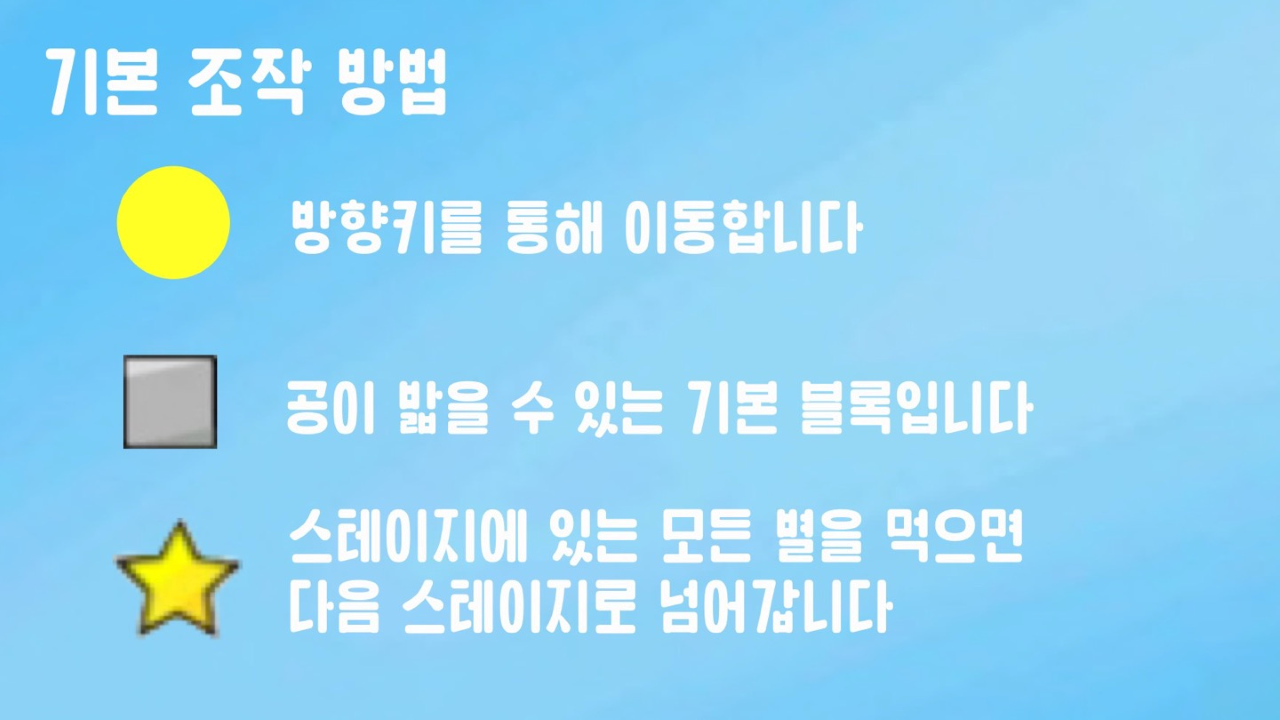 기본 조작 방법
방향키를 통해 이동합니다
공이 밟을 수 있는 기본 블록입니다
스테이지에 있는 모든 별을 먹으면
다음 스테이지로 넘어갑니다